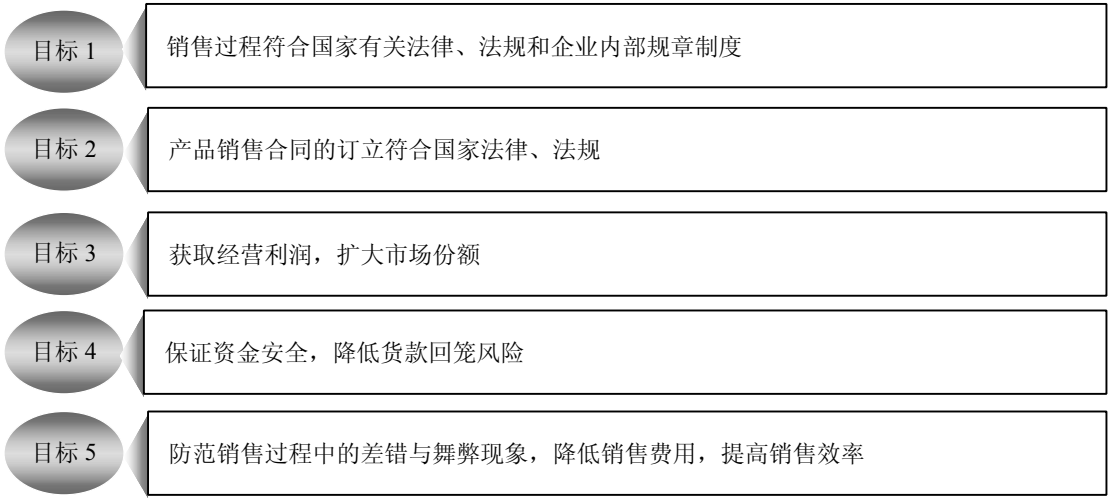 目标 1
销售过程符合国家有关法律、法规和企业内部规章制度
目标 2
产品销售合同的订立符合国家法律、法规
目标 3
获取经营利润，扩大市场份额
目标 4
保证资金安全，降低货款回笼风险
目标 5
防范销售过程中的差错与舞弊现象，降低销售费用，提高销售效率